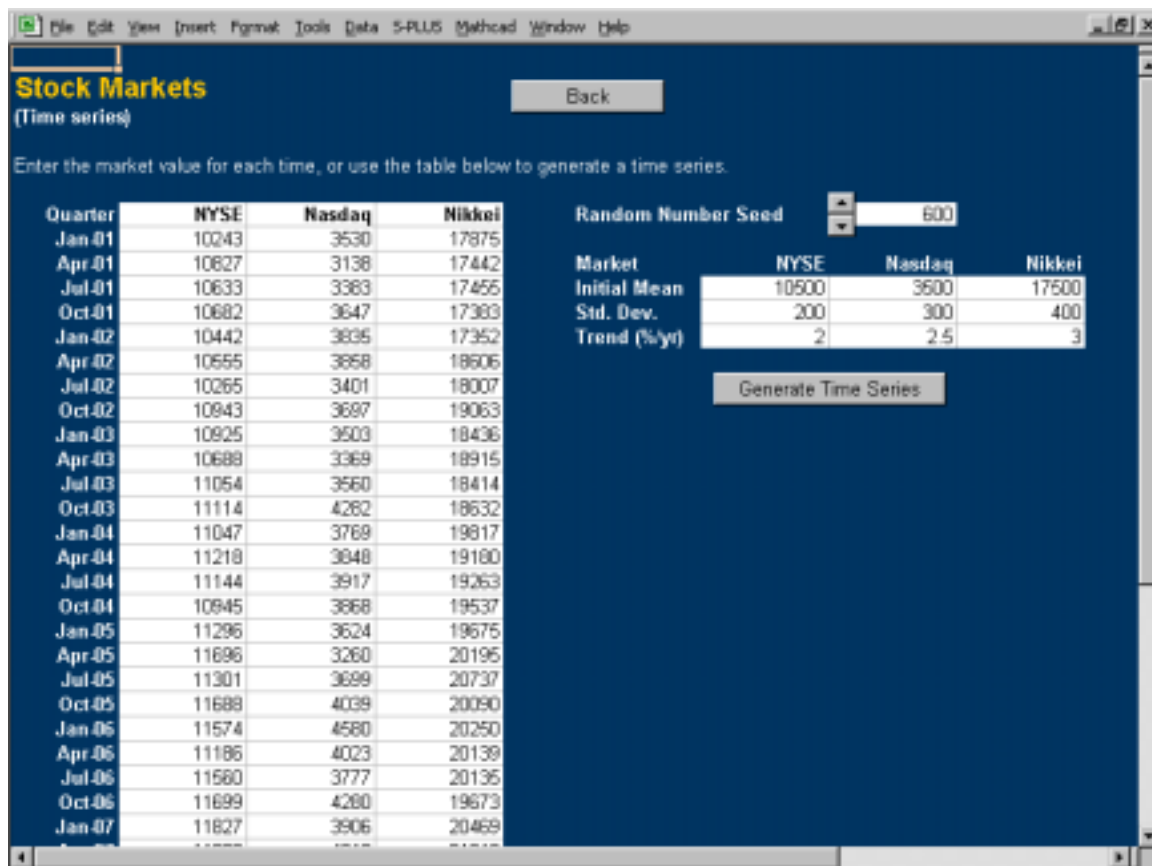 File Edit View Insert Format Tools Data S-PLUS Mathcad Window Help
Stock Markets
Back
(Time series)
Enter the market value for each time, or use the table below to generate a time series.
Quarter NYSE Nasdaq Nikkei
Jan-01 10243 3530 17875
Apr-01 10827 3138 17442
Jul-01 10633 3383 17455
Oct-01 10682 3647 17383
Jan-02 10442 3835 17352
Apr-02 10555 3858 18606
Jul-02 10265 3401 18007
Oct-02 10943 3697 19063
Jan-03 10925 3503 18436
Apr-03 10688 3369 18915
Jul-03 11054 3560 18414
Oct-03 11114 4282 18632
Jan-04 11047 3769 19817
Apr-04 11218 3848 19180
Jul-04 11144 3917 19263
Oct-04 10945 3868 19537
Jan-05 11296 3624 19675
Apr-05 11696 3260 20195
Jul-05 11301 3699 20737
Oct-05 11688 4039 20090
Jan-06 11574 4580 20250
Apr-06 11186 4023 20139
Jul-06 11560 3777 20135
Oct-06 11699 4280 19673
Jan-07 11827 3906 20469
Random Number Seed 600
Market NYSE Nasdaq Nikkei
Initial Mean 10500 3500 17500
Std. Dev. 200 300 400
Trend (%/yr) 2 2.5 3
Generate Time Series